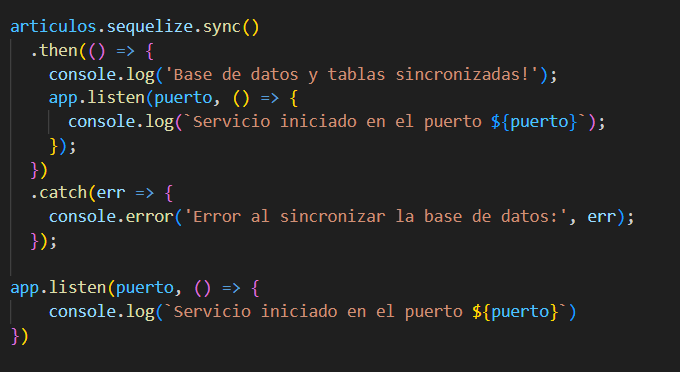 articulos.sequelize.sync()
.then(() => {
console.log('Base de datos y tablas sincronizadas!');
app.listen(puerto, () => {
console.log(`Servicio iniciado en el puerto ${puerto}`);
});
})
.catch(err => {
console.error('Error al sincronizar la base de datos:', err);
});
app.listen(puerto, () => {
console.log(`Servicio iniciado en el puerto ${puerto}`)
})